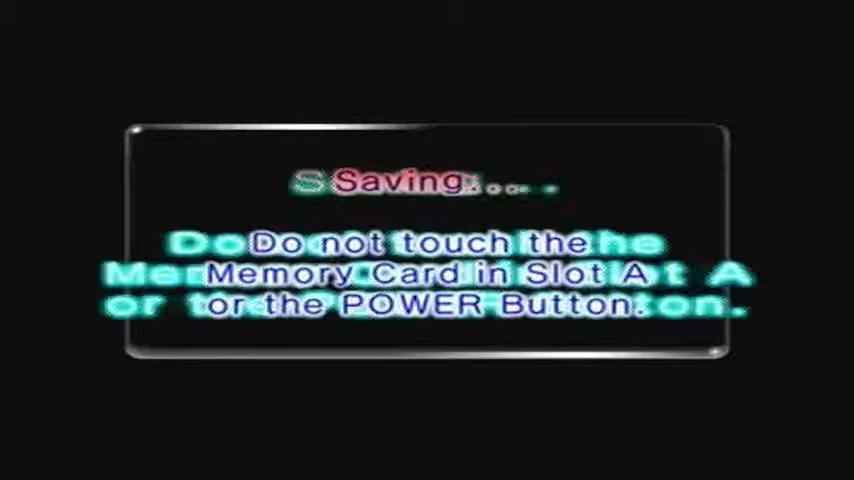 Saving....
Do not touch the
Memory Card in Slot A
or the POWER Button.